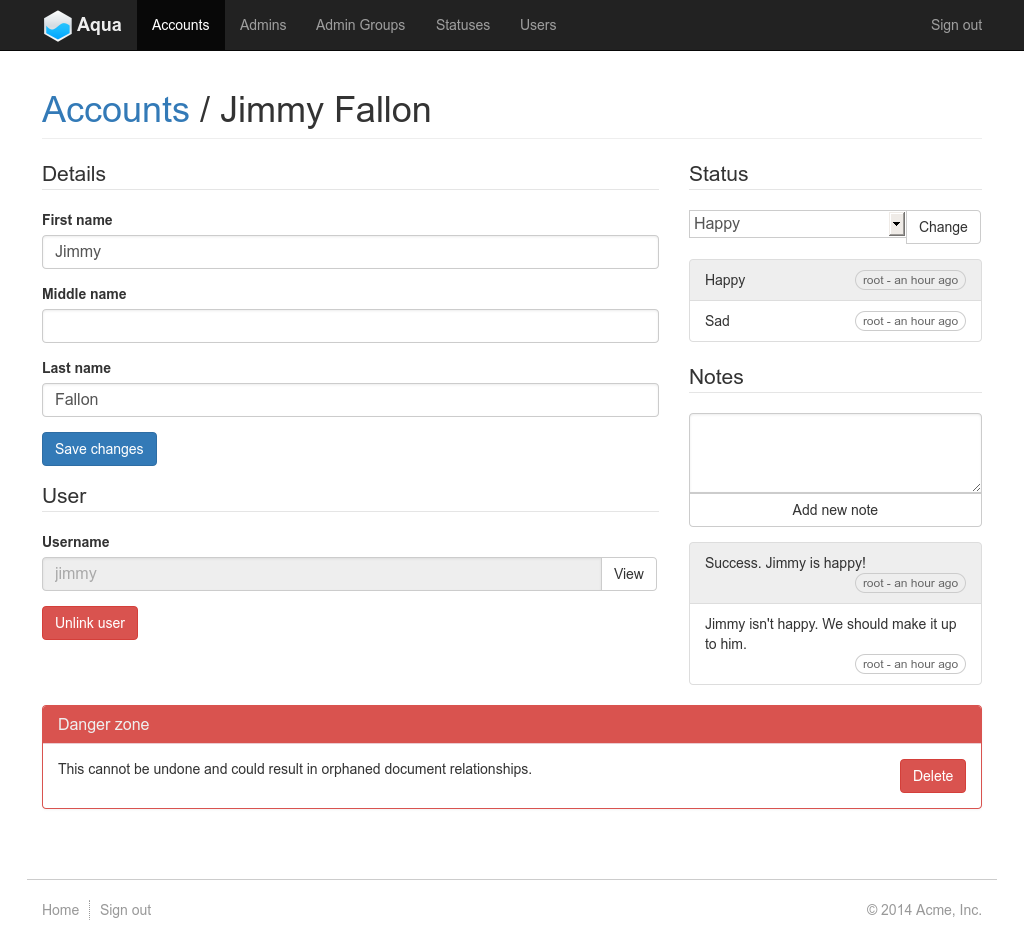 Aqua Accounts Admins Admin Groups Statuses Users Sign out
Accounts / Jimmy Fallon
Details
First name
Jimmy
Middle name
Last name
Fallon
Save changes
User
Username
jimmy View
Unlink user
Status
Happy Change
Happy root - an hour ago
Sad root - an hour ago
Notes
Add new note
Success. Jimmy is happy!
root - an hour ago
Jimmy isn't happy. We should make it up
to him.
root - an hour ago
Danger zone
This cannot be undone and could result in orphaned document relationships. Delete
Home Sign out © 2014 Acme, Inc.